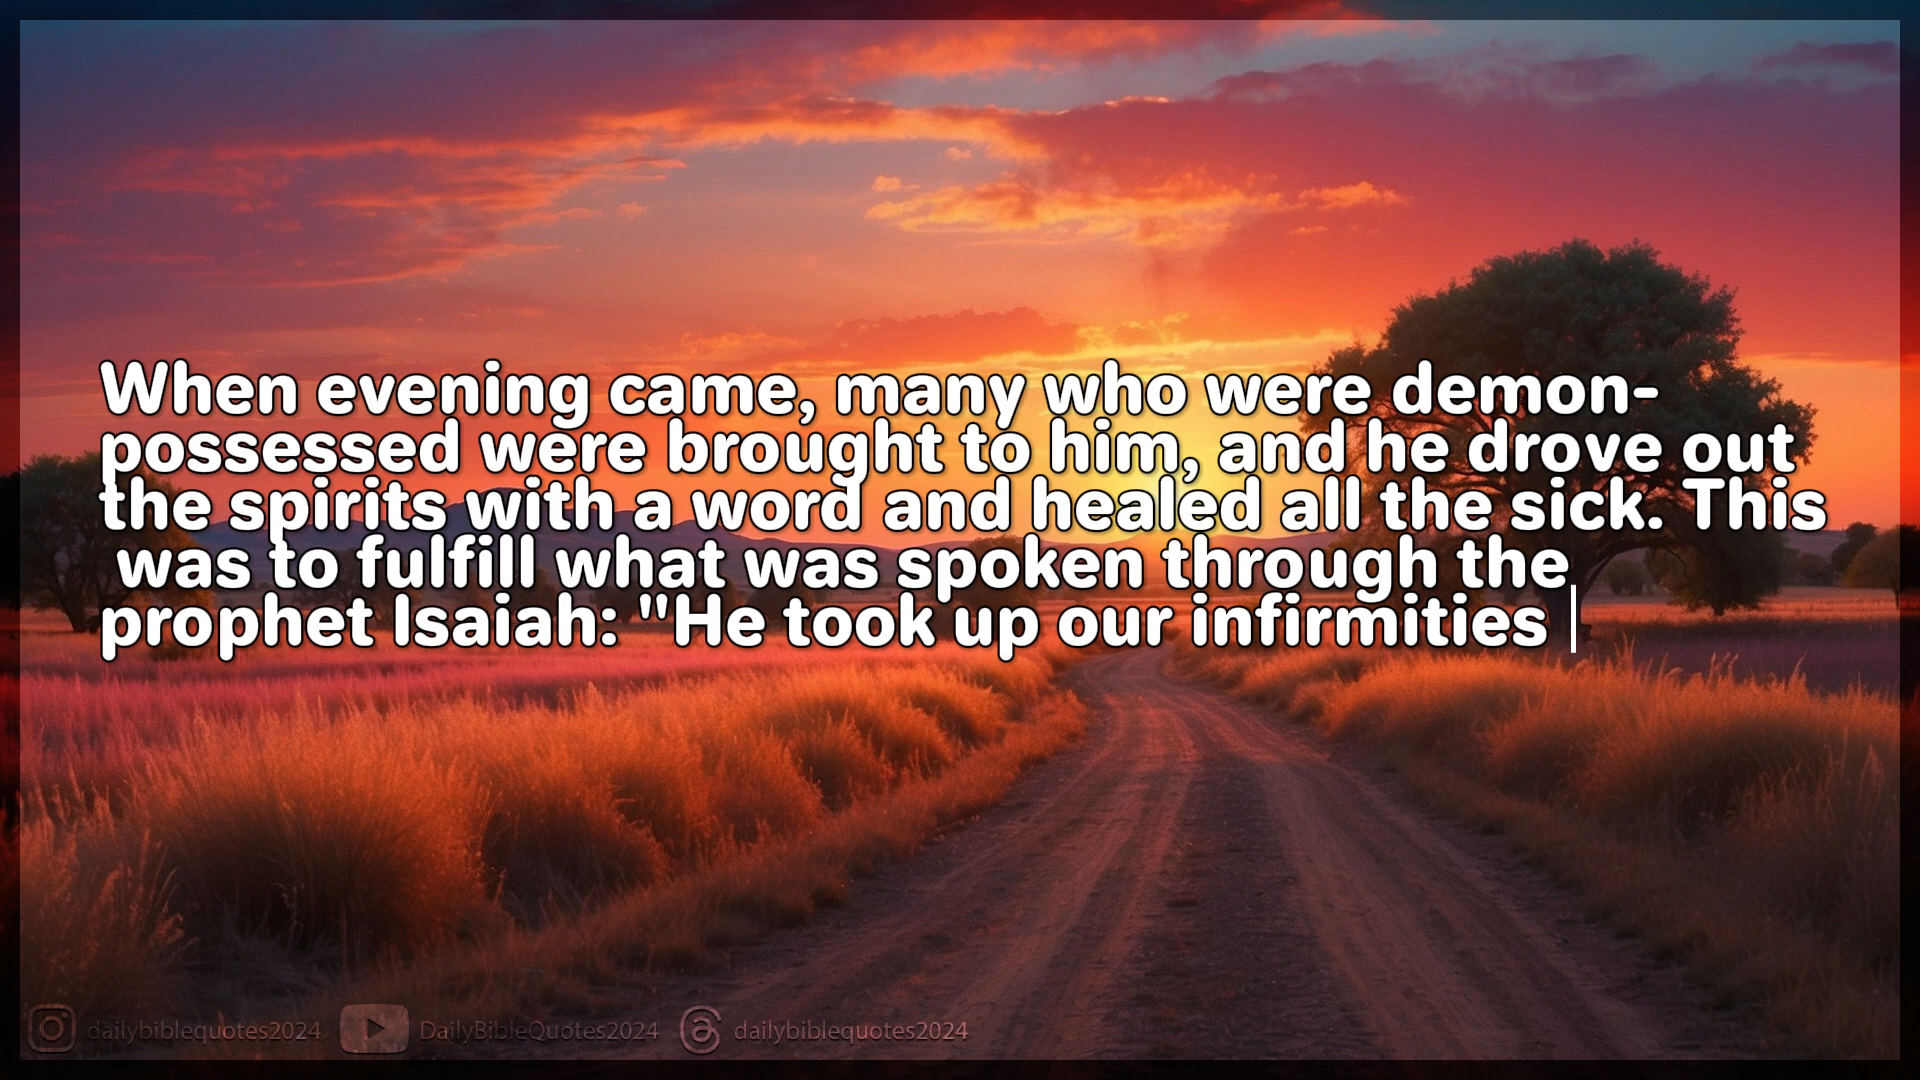 When evening came, many who were demon-
possessed were brought to him, and he drove out
the spirits with a word and healed all the sick. This
was to fulfill what was spoken through the
prophet Isaiah: "He took up our infirmities
dailybiblequotes2024 DailyBibleQuotes2024 dailybiblequotes2024